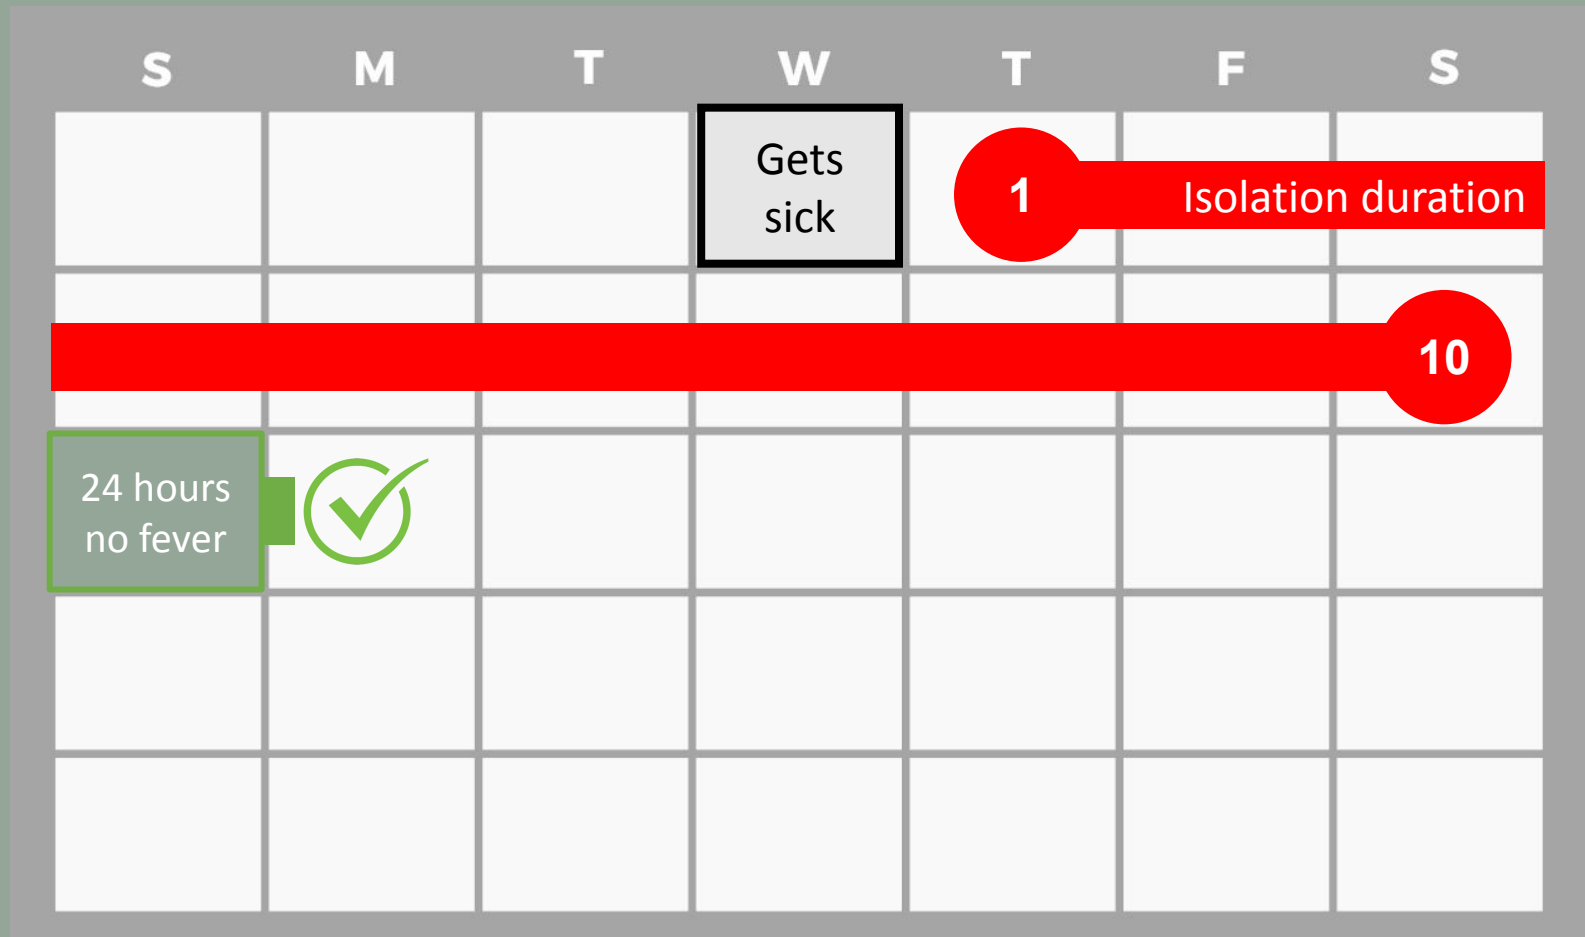 S M T W T F S
Gets
sick
1 Isolation duration
10
24 hours
no fever